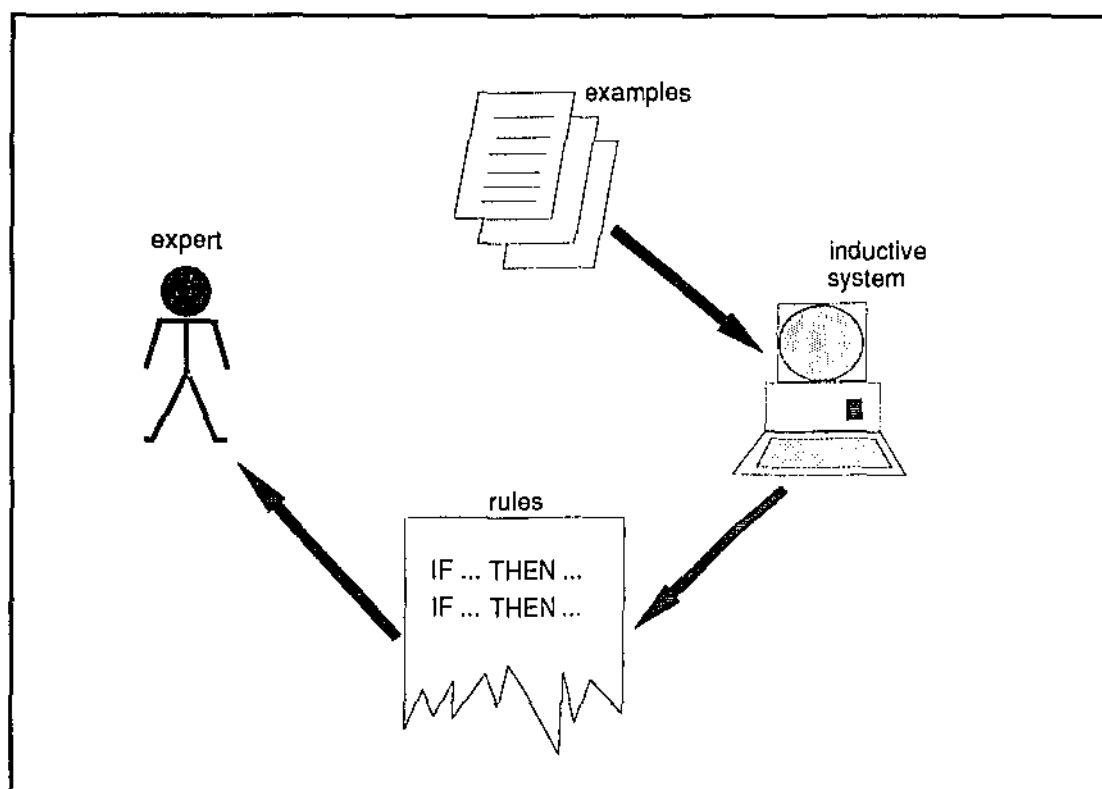 examples
expert
inductive
system
rules
IF ... THEN ...
IF ... THEN ...